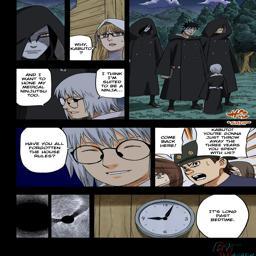 WHY,
KABUTO
?
AND I
WANT TO
HONE MY
MEDICAL
NINJUTSU
TOO.
I THINK
I'M
SUITED TO
BE A
NINJA...
HAVE YOU ALL
FORGOTTEN
THE HOUSE
RULES?
COME
BACK
HERE!
KABUTO!
YOU'RE GONNA
JUST THROW
AWAY THE
THREE YEARS
YOU SPENT
WITH US?
IT'S LONG
PAST
BEDTIME.